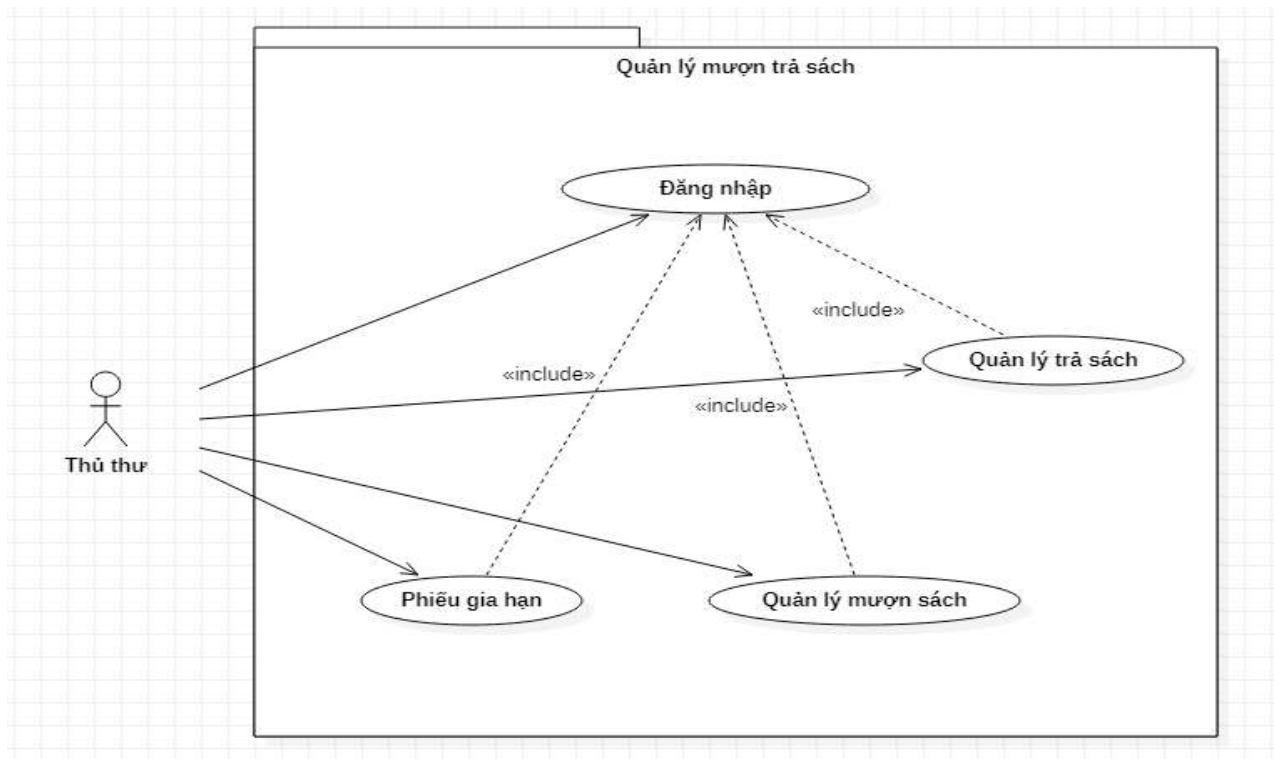 Quản lý mượn trả sách
Đăng nhập
«include»
Quản lý trả sách
«include»
«include»
Thủ thư
Phiếu gia hạn
Quản lý mượn sách